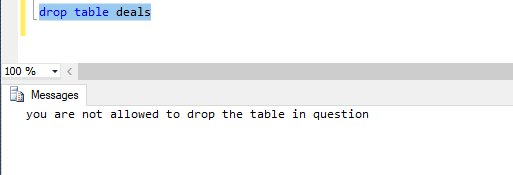 drop table deals
100 %
Messages
you are not allowed to drop the table in question